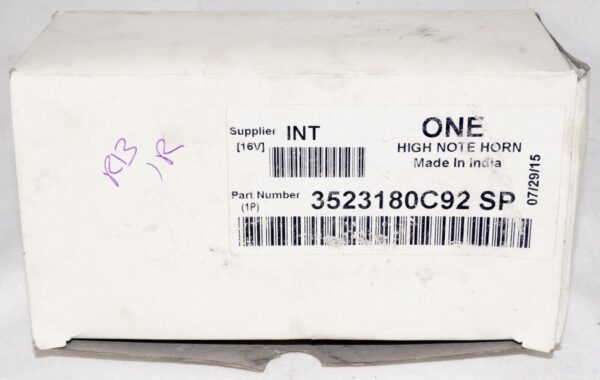 Supplier INT
[16V]
ONE
HIGH NOTE HORN
Made In India
Part Number 3523180C92 SP
(1P)
07/29/15